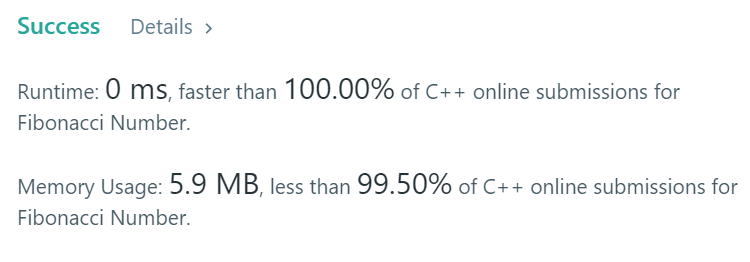 Success Details >
Runtime: 0 ms, faster than 100.00% of C++ online submissions for
Fibonacci Number.
Memory Usage: 5.9 MB, less than 99.50% of C++ online submissions for
Fibonacci Number.